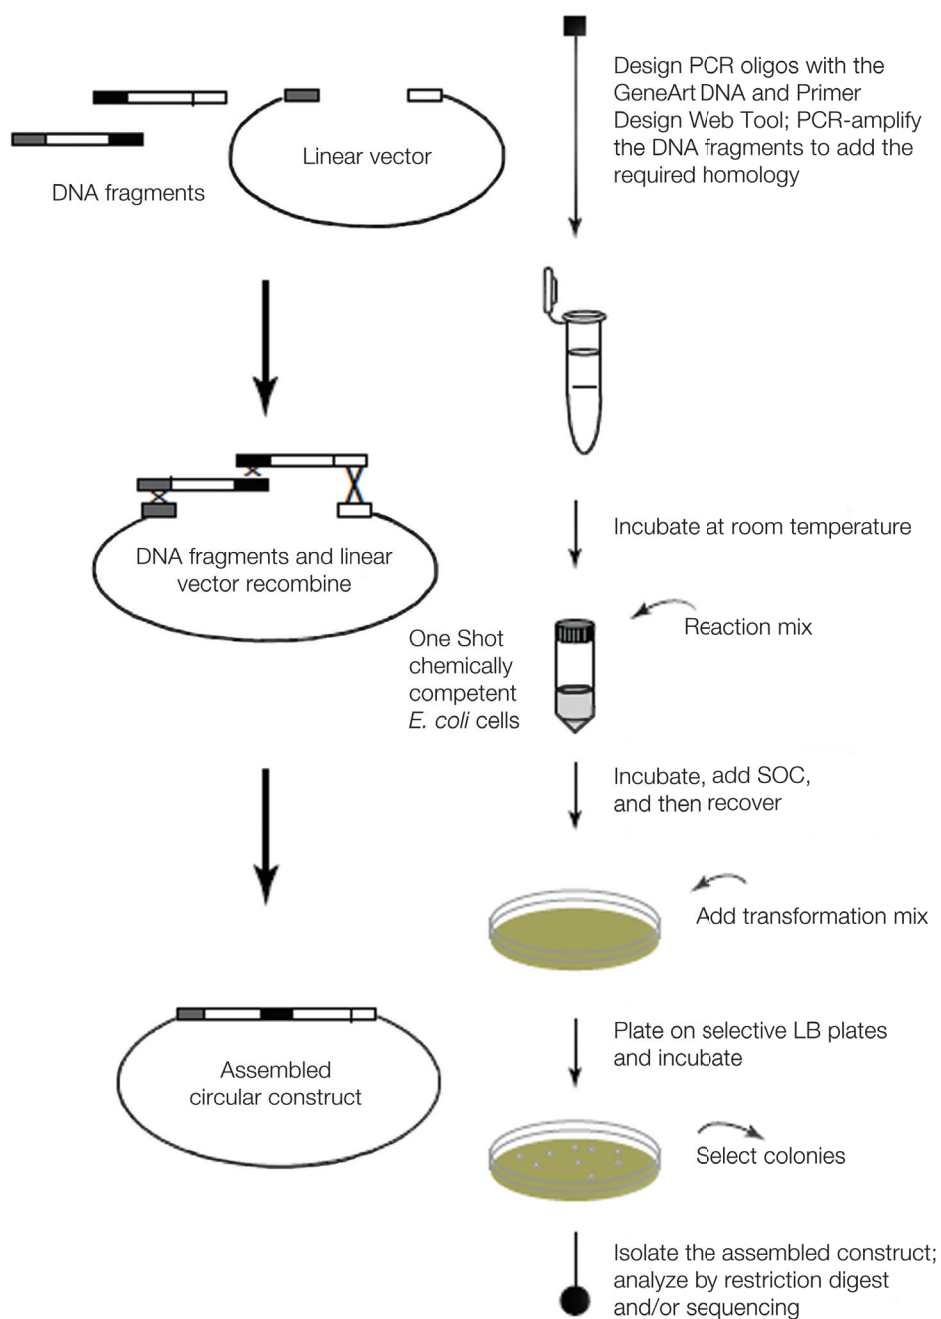 Design PCR oligos with the
GeneArt DNA and Primer
Design Web Tool; PCR-amplify
the DNA fragments to add the
required homology
Linear vector
DNA fragments
Incubate at room temperature
DNA fragments and linear
vector recombine
Reaction mix
One Shot
chemically
competent
E. coli cells
Incubate, add SOC,
and then recover
Add transformation mix
Plate on selective LB plates
and incubate
Assembled
circular construct
Select colonies
Isolate the assembled construct;
analyze by restriction digest
and/or sequencing